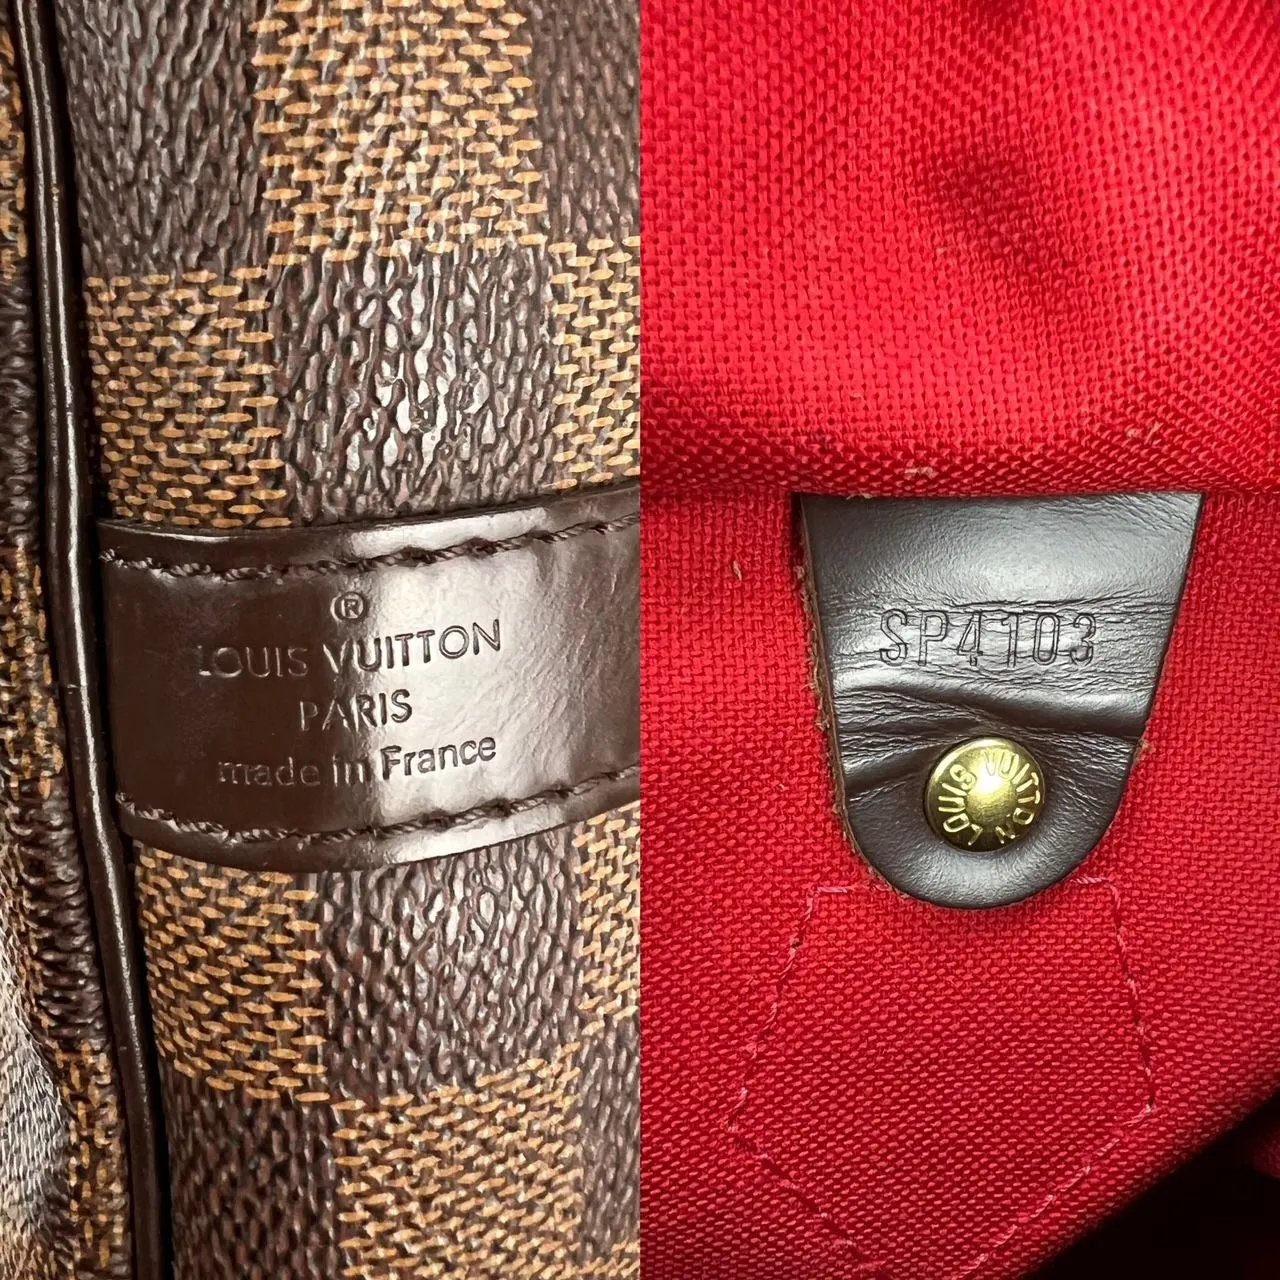 ®
LOUIS VUITTON
PARIS
made in France
SP4103
LOUIS VUITTON